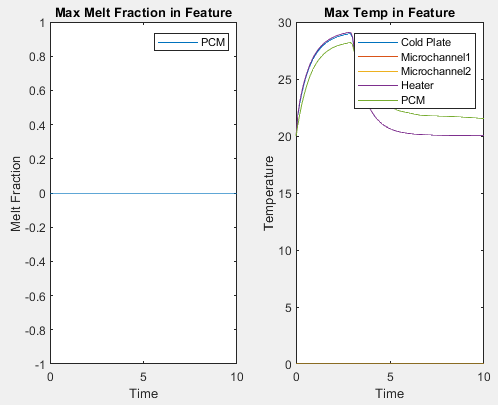 Max Melt Fraction in Feature
1
0.8
0.6
0.4
0.2
0
-0.2
-0.4
-0.6
-0.8
-1
Melt Fraction
PCM
0 5 10
Time
Max Temp in Feature
30
25
20
15
10
5
0
Temperature
Cold Plate
Microchannel1
Microchannel2
Heater
PCM
0 5 10
Time